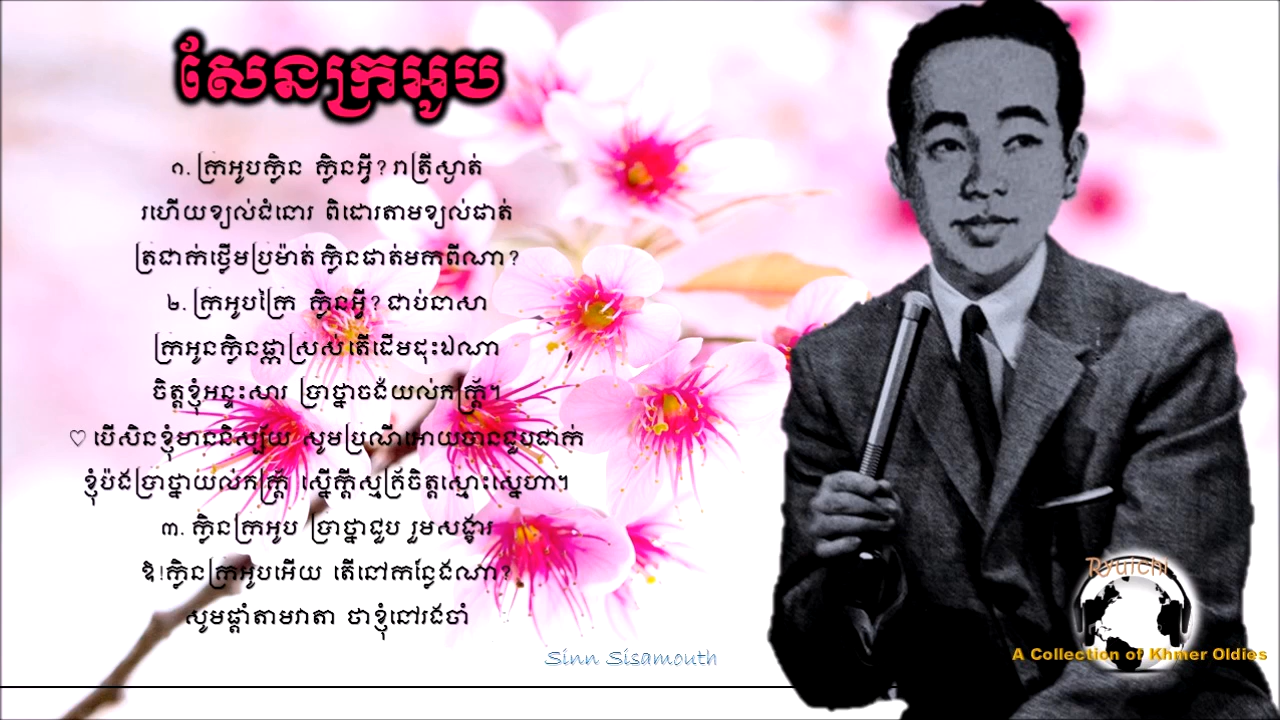 សែនក្រអូប
១. ក្រអូបក្លិន ក្លិនអ្វី? រាត្រីស្ងាត់
រហើយខ្យល់ជំនោរ ពិដោរតាមខ្យល់ផាត់
ត្រជាក់ថ្លើមប្រម៉ាត់ ក្លិនផាត់មកពីណា?
២. ក្រអូបក្រៃ ក្លិនអ្វី? ជាប់នាសា
ក្រអូនក្លិនផ្កាស្រស់ តើដើមដុះឯណា
ចិត្តខ្ញុំអន្ទះសារ ប្រាថ្នាចង់យល់ភក្ត្រ័។
♡ បើសិនខ្ញុំមាននិស្ស័យ សូមប្រណីអោយបានជួបជាក់
ខ្ញុំប៉ងប្រាថ្នាយល់ភក្ត្រ័ ស្នើក្តីស្មគ្រ័ចិត្តស្មោះស្នេហា។
៣. ក្លិនក្រអូប ប្រាថ្នាជួប រួមសង្ខារ
ឱ!ក្លិនក្រអូបអើយ តើនៅកន្លែងណា?
សូមផ្តាំតាមវាតា ថាខ្ញុំនៅរងចាំ
Sinn Sisamouth
Ryuichi
A Collection of Khmer Oldies